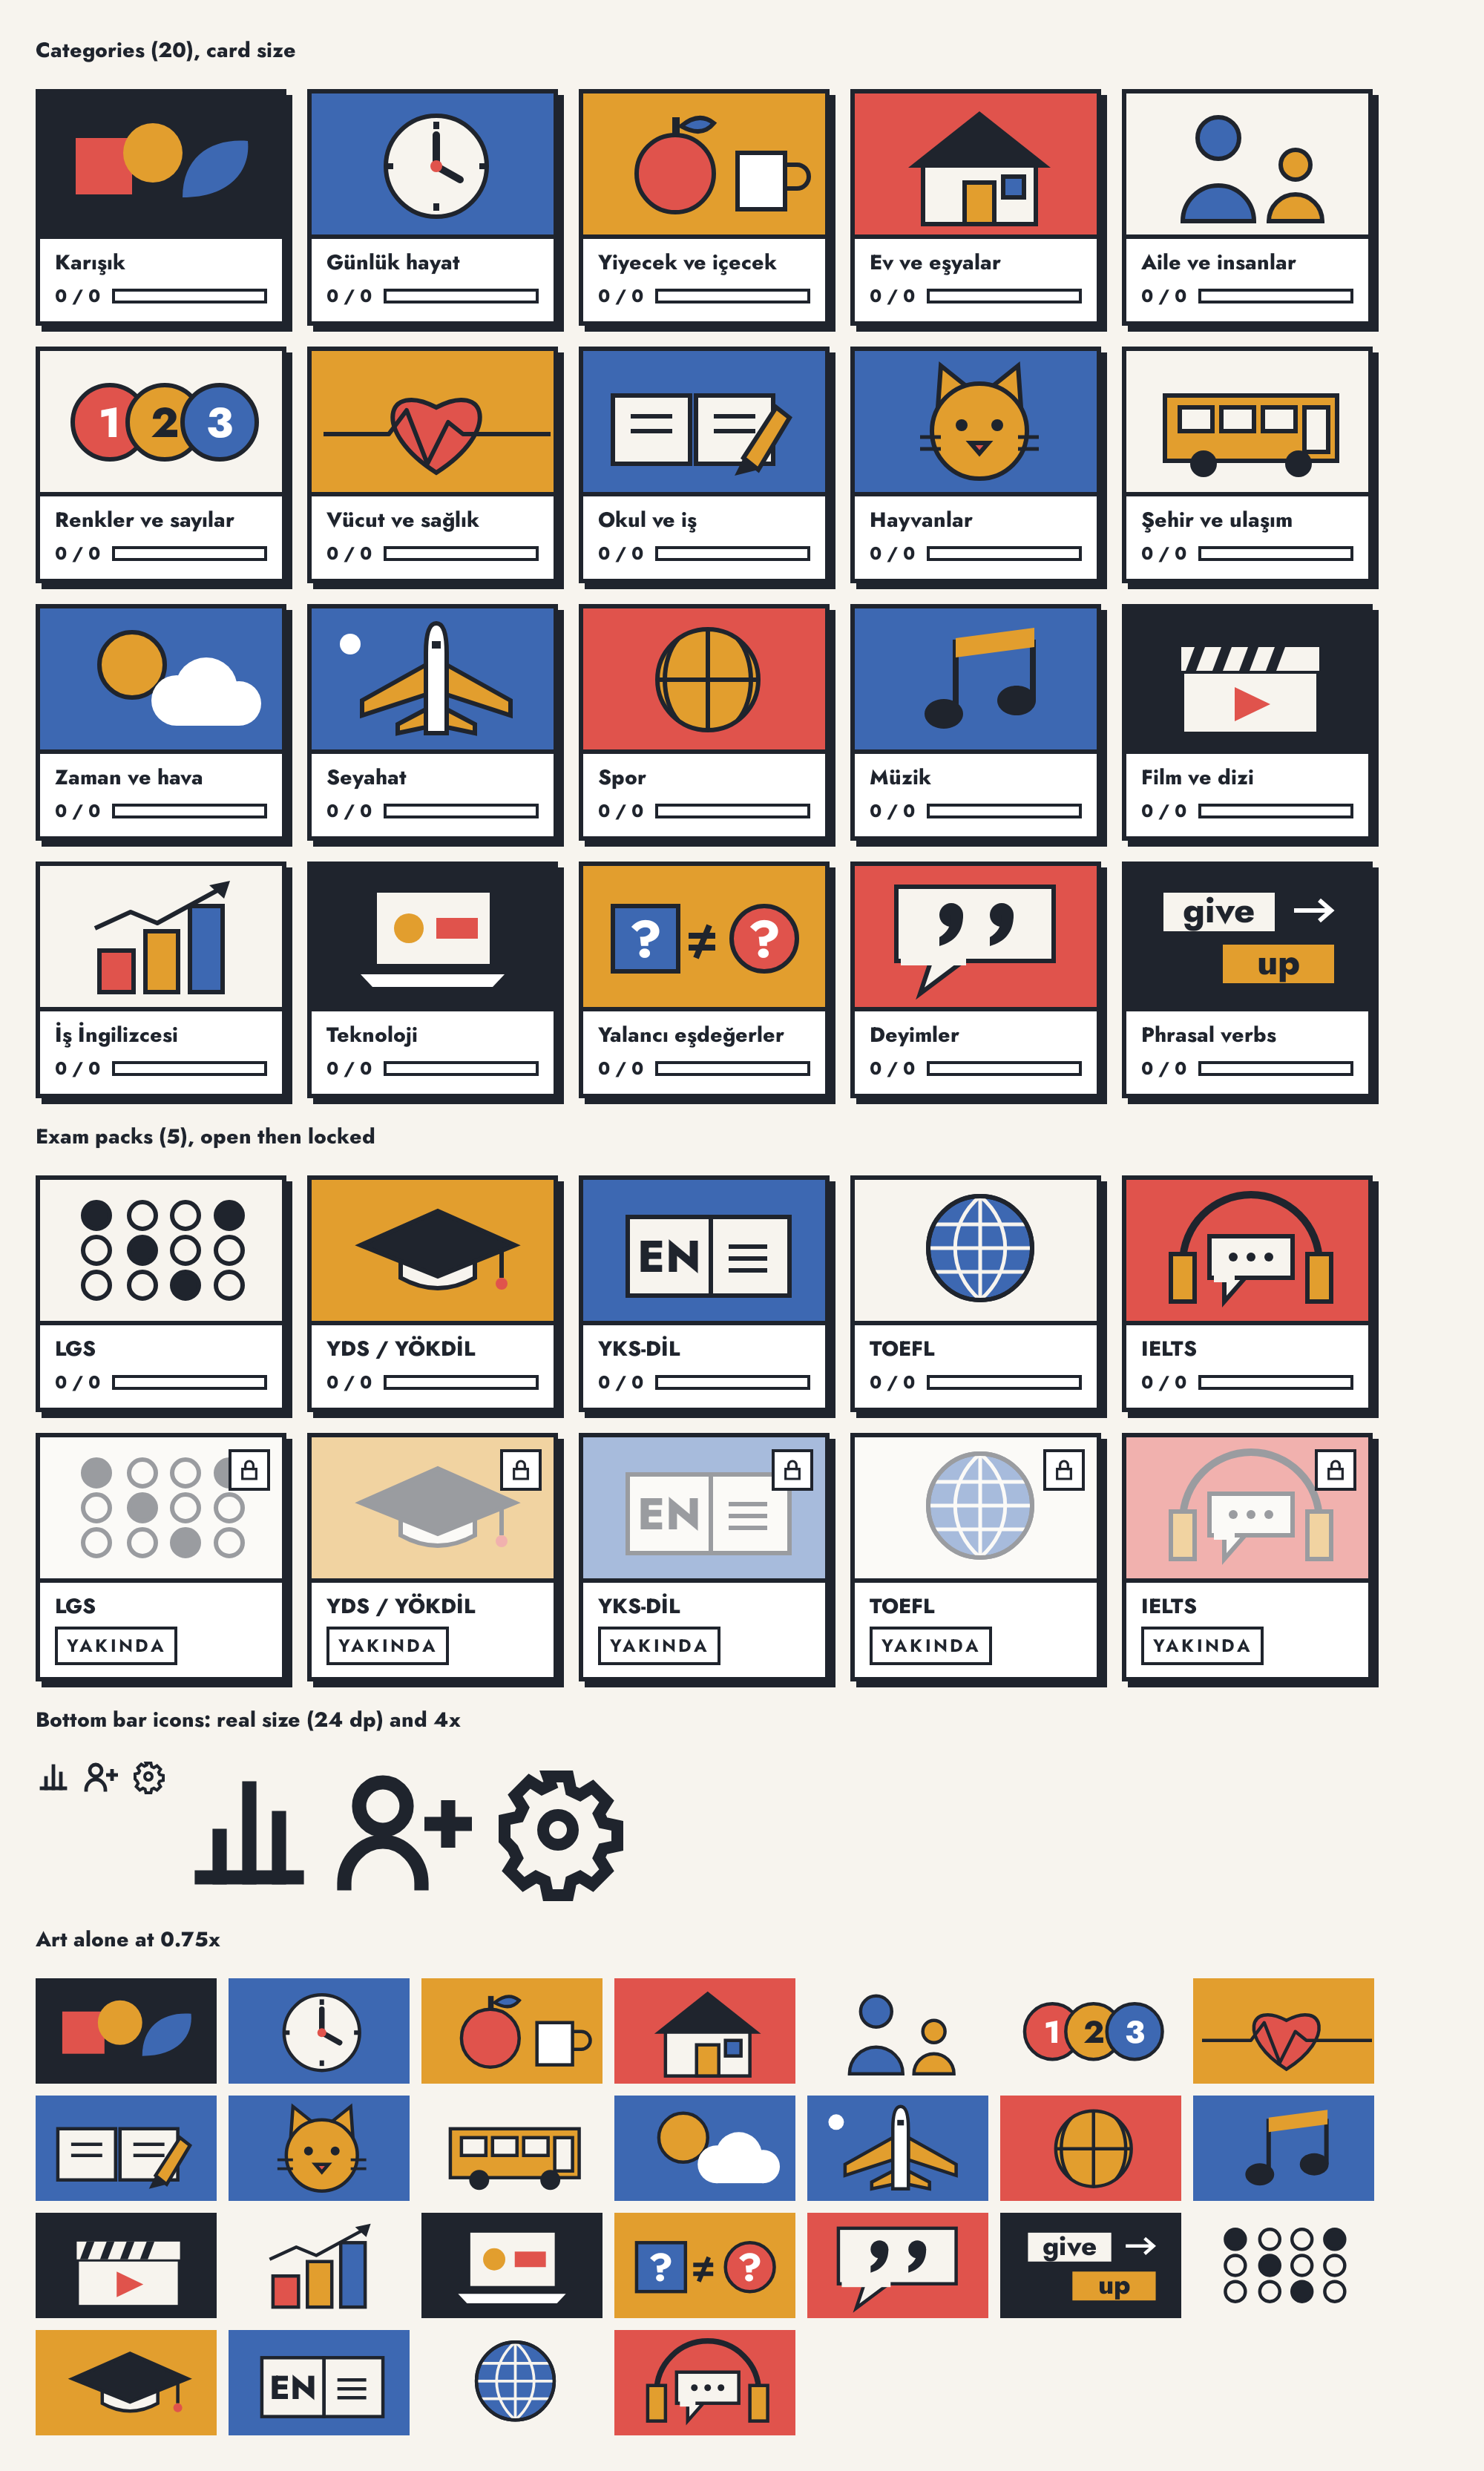 Categories (20), card size
Karışık
0 / 0
Günlük hayat
0 / 0
Yiyecek ve içecek
0 / 0
Ev ve eşyalar
0 / 0
Aile ve insanlar
0 / 0
1 2 3
Renkler ve sayılar
0 / 0
Vücut ve sağlık
0 / 0
Okul ve iş
0 / 0
Hayvanlar
0 / 0
Şehir ve ulaşım
0 / 0
Zaman ve hava
0 / 0
Seyahat
0 / 0
Spor
0 / 0
Müzik
0 / 0
Film ve dizi
0 / 0
İş İngilizcesi
0 / 0
Teknoloji
0 / 0
? ≠ ?
Yalancı eşdeğerler
0 / 0
Deyimler
0 / 0
give →
up
Phrasal verbs
0 / 0
Exam packs (5), open then locked
LGS
0 / 0
YDS / YÖKDİL
0 / 0
EN
YKS-DİL
0 / 0
TOEFL
0 / 0
IELTS
0 / 0
LGS
YAKINDA
YDS / YÖKDİL
YAKINDA
EN
YKS-DİL
YAKINDA
TOEFL
YAKINDA
IELTS
YAKINDA
Bottom bar icons: real size (24 dp) and 4x
Art alone at 0.75x
1 2 3
? ≠ ?
give →
up
EN